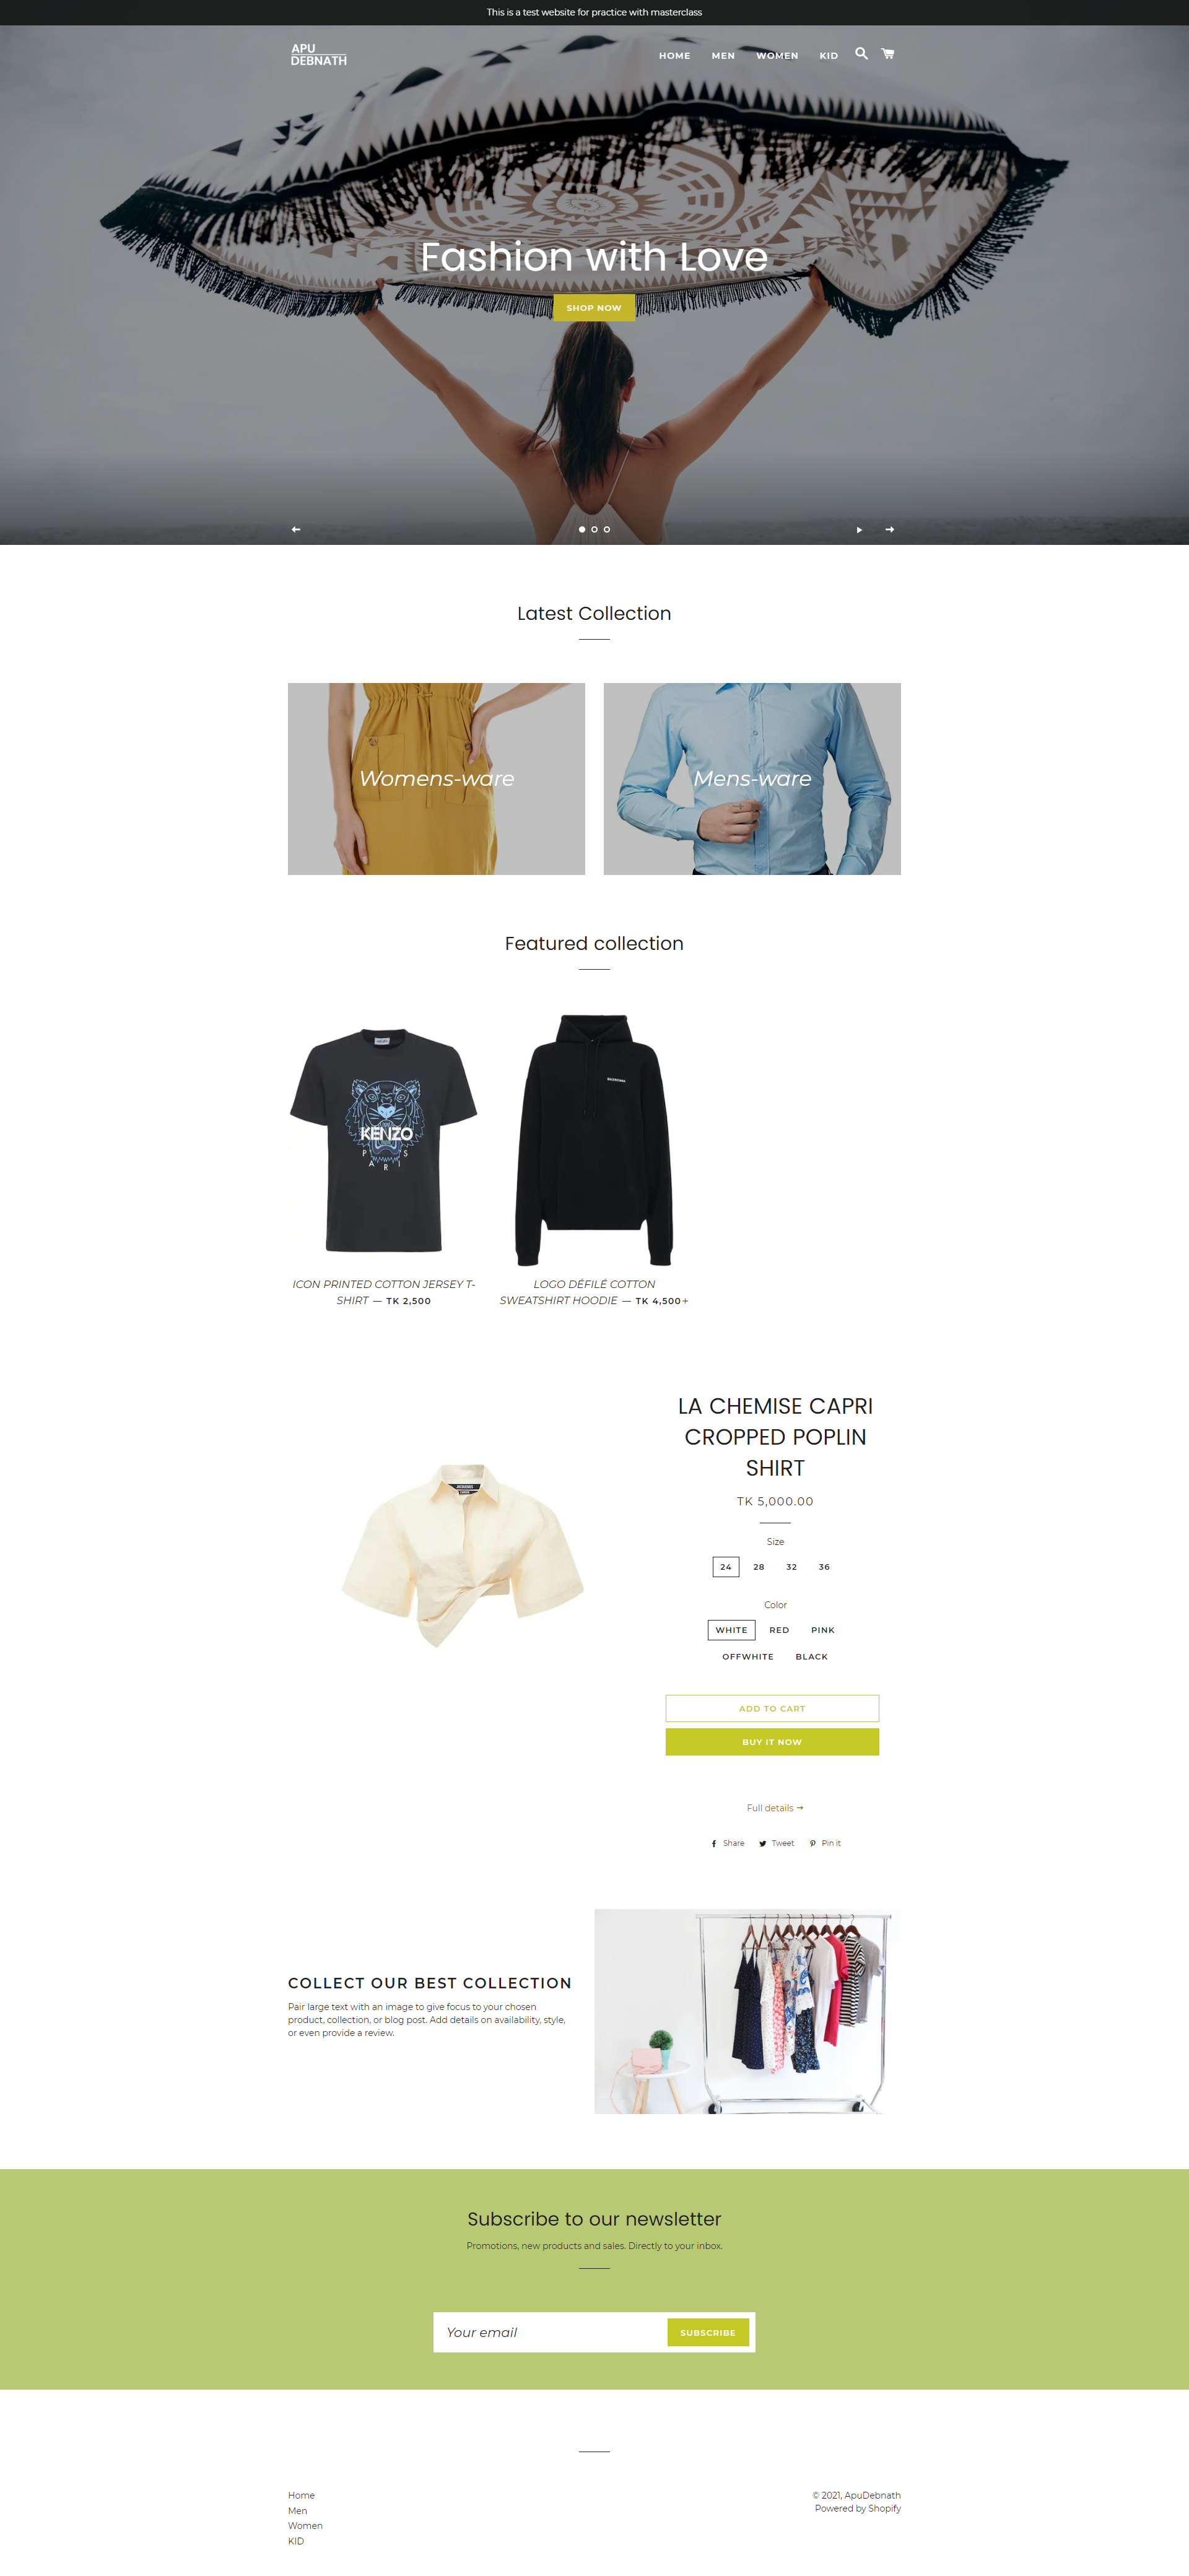 This is a test website for practice with masterclass
APU
DEBNATH
HOME MEN WOMEN KID
Fashion with Love
SHOP NOW
Latest Collection
Womens-ware
Mens-ware
Featured collection
KENZO
PARIS
BALENCIAGA
ICON PRINTED COTTON JERSEY T-
SHIRT — TK 2,500
LOGO DÉFILÉ COTTON
SWEATSHIRT HOODIE — TK 4,500+
LA CHEMISE CAPRI
CROPPED POPLIN
SHIRT
TK 5,000.00
JACQUEMUS
Size
24 28 32 36
Color
WHITE RED PINK
OFFWHITE BLACK
ADD TO CART
BUY IT NOW
Full details →
Share Tweet Pin it
COLLECT OUR BEST COLLECTION
Pair large text with an image to give focus to your chosen
product, collection, or blog post. Add details on availability, style,
or even provide a review.
Subscribe to our newsletter
Promotions, new products and sales. Directly to your inbox.
Your email
SUBSCRIBE
Home
Men
Women
KID
© 2021, ApuDebnath
Powered by Shopify